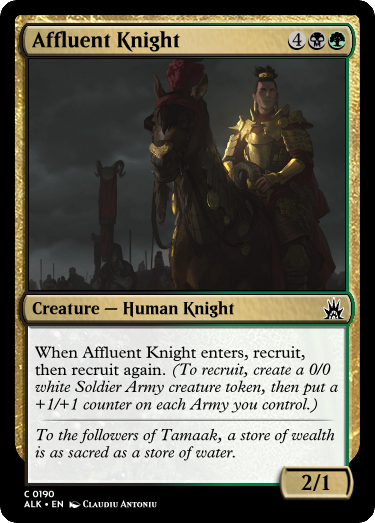 Affluent Knight 4
Creature — Human Knight
When Affluent Knight enters, recruit,
then recruit again. (To recruit, create a 0/0
white Soldier Army creature token, then put a
+1/+1 counter on each Army you control.)
To the followers of Tamaak, a store of wealth
is as sacred as a store of water.
2/1
C 0190
ALK • EN Claudiu Antoniu